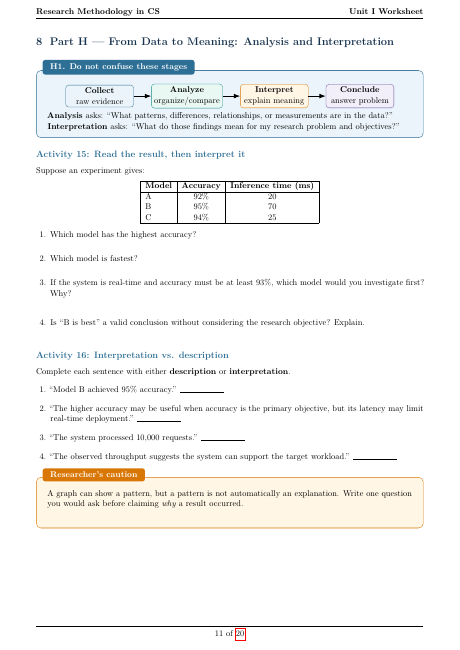 Research Methodology in CS Unit I Worksheet
8 Part H — From Data to Meaning: Analysis and Interpretation
H1. Do not confuse these stages
Collect
raw evidence
Analyze
organize/compare
Interpret
explain meaning
Conclude
answer problem
Analysis asks: “What patterns, differences, relationships, or measurements are in the data?”
Interpretation asks: “What do those findings mean for my research problem and objectives?”
Activity 15: Read the result, then interpret it
Suppose an experiment gives:
Model Accuracy Inference time (ms)
A 92% 20
B 95% 70
C 94% 25
1. Which model has the highest accuracy?
2. Which model is fastest?
3. If the system is real-time and accuracy must be at least 93%, which model would you investigate first?
Why?
4. Is “B is best” a valid conclusion without considering the research objective? Explain.
Activity 16: Interpretation vs. description
Complete each sentence with either description or interpretation.
1. “Model B achieved 95% accuracy.”
2. “The higher accuracy may be useful when accuracy is the primary objective, but its latency may limit
real-time deployment.”
3. “The system processed 10,000 requests.”
4. “The observed throughput suggests the system can support the target workload.”
Researcher's caution
A graph can show a pattern, but a pattern is not automatically an explanation. Write one question
you would ask before claiming why a result occurred.
11 of 20